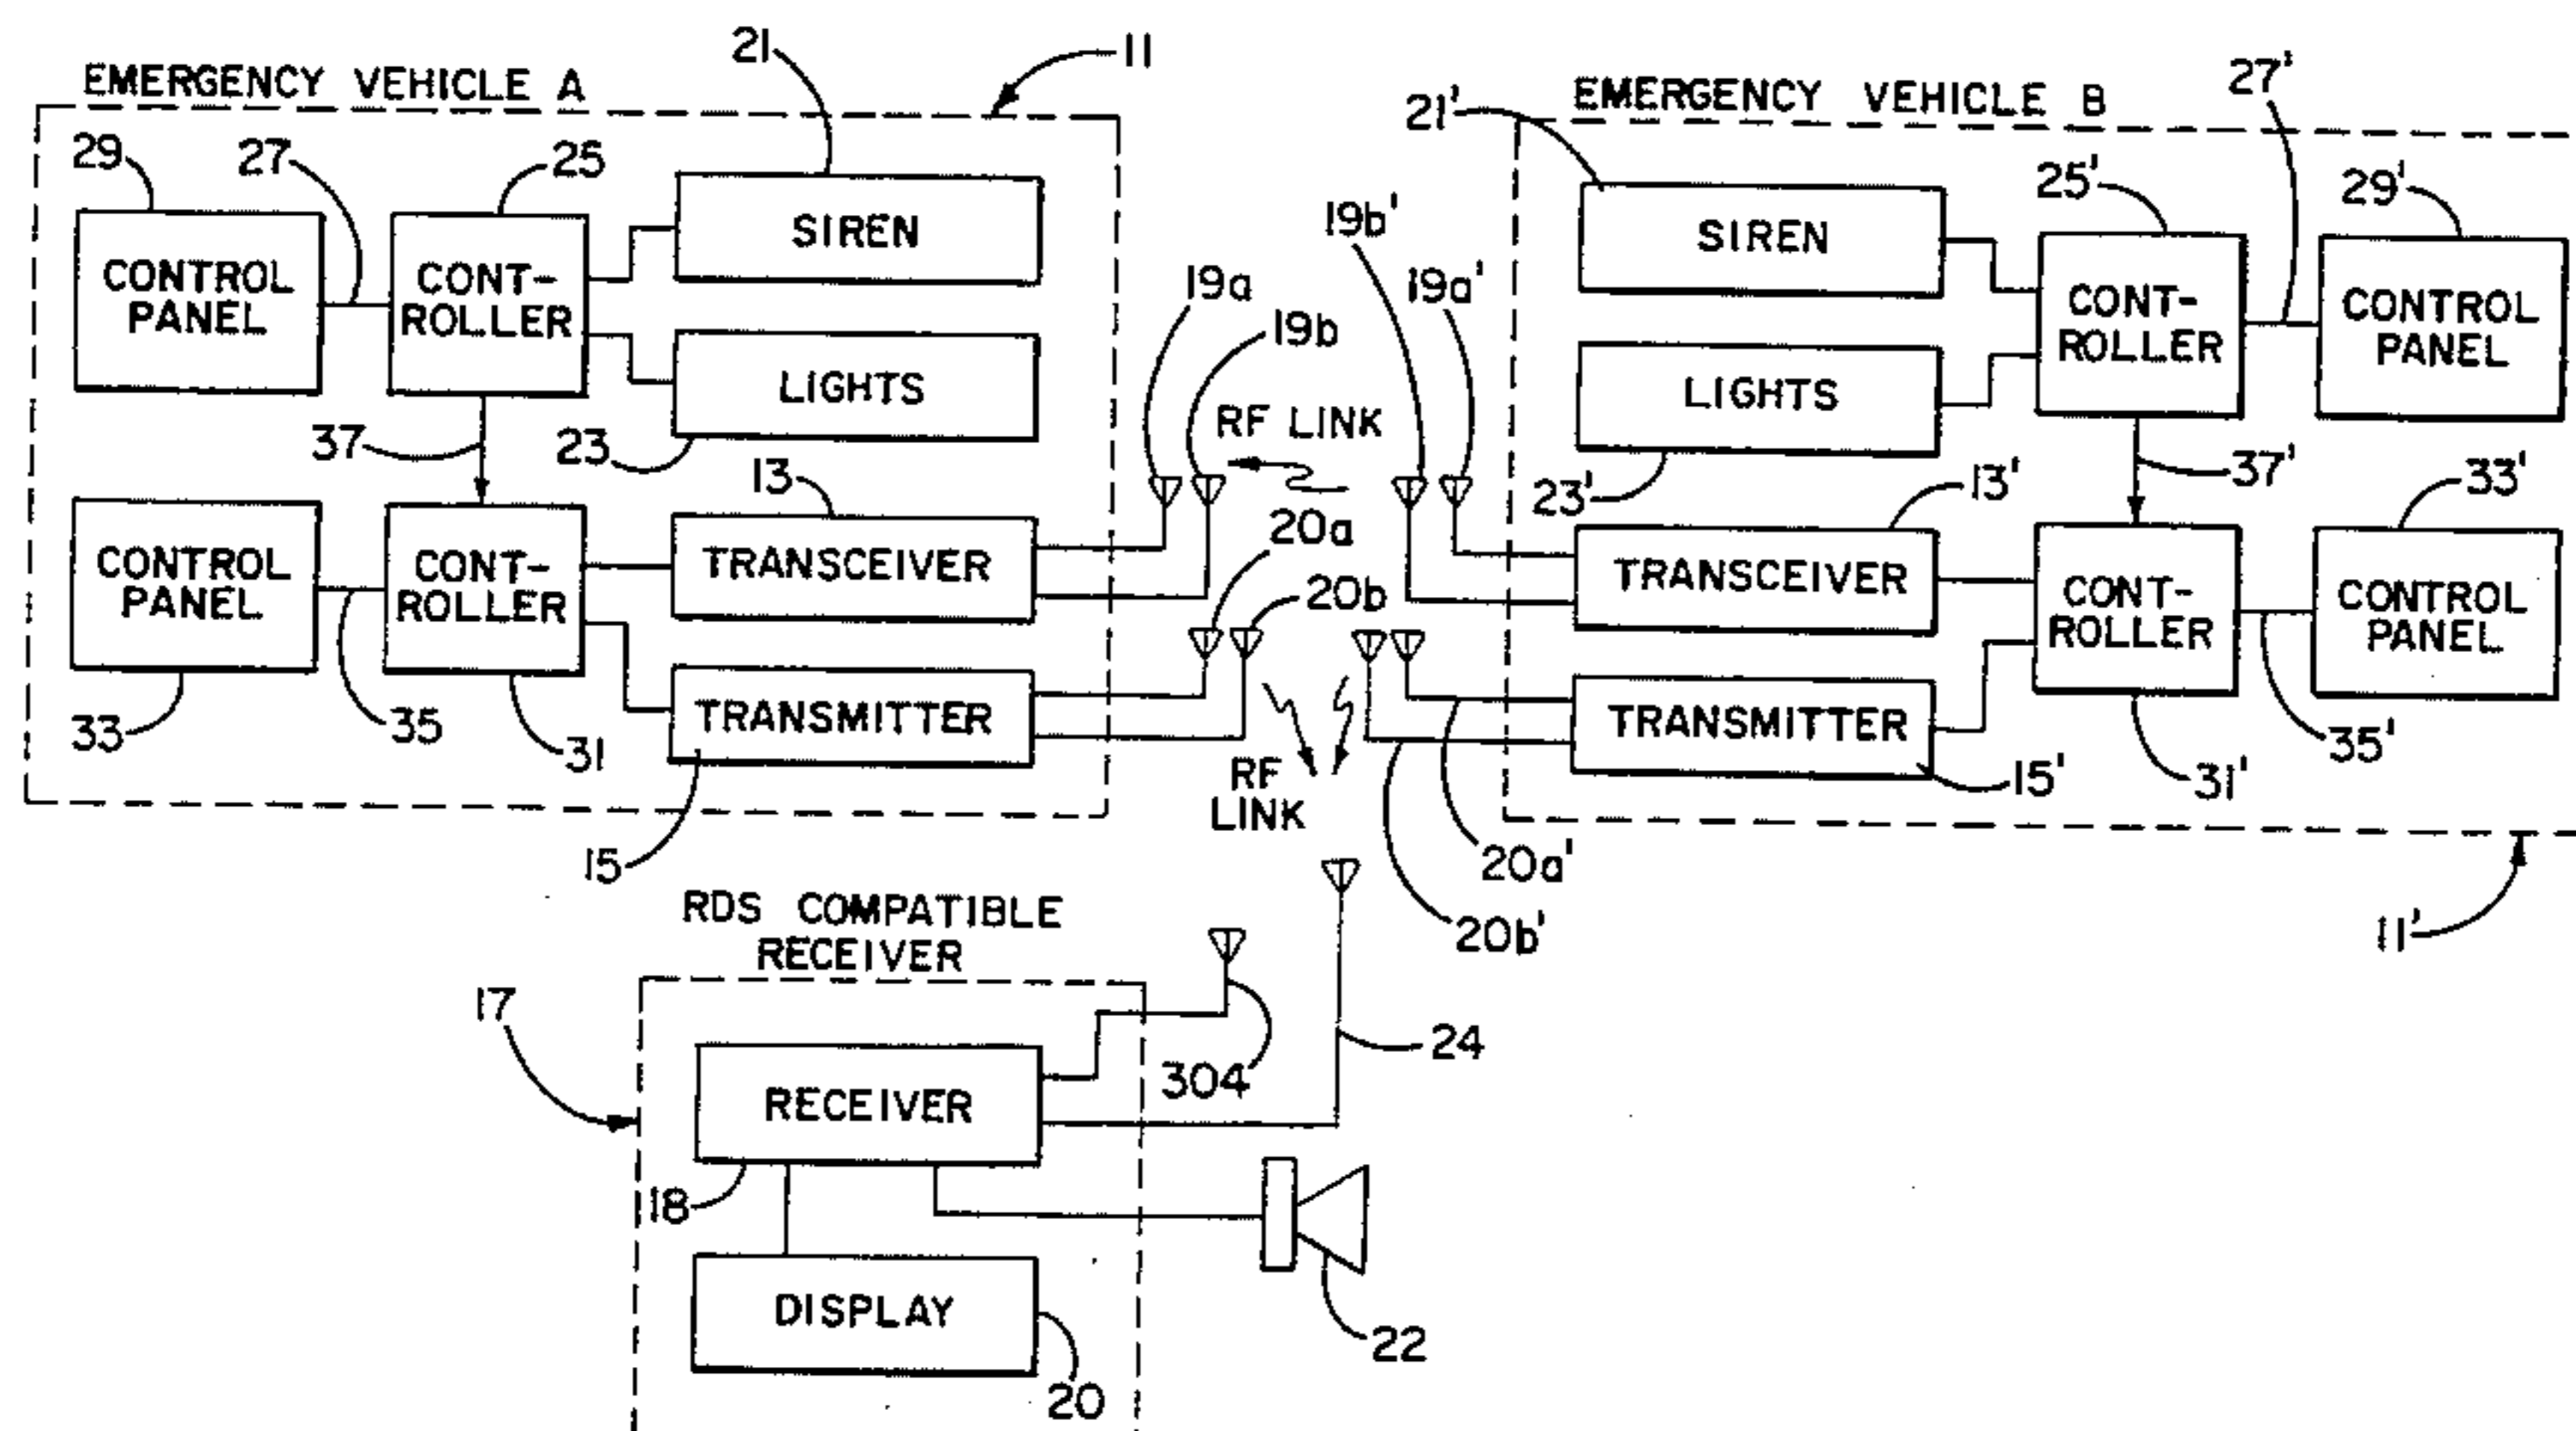 EMERGENCY VEHICLE A
11
21
29
27
25
CONTROL
PANEL
CONT-
ROLLER
SIREN
LIGHTS
37
23
13
CONTROL
PANEL
CONT-
ROLLER
TRANSCEIVER
TRANSMITTER
33
35
31
15
19a
19b
RF LINK
20a
20b
RF
LINK
EMERGENCY VEHICLE B
27'
21'
25'
29'
19b'
19a'
SIREN
CONT-
ROLLER
CONTROL
PANEL
LIGHTS
23'
13'
37'
33'
TRANSCEIVER
CONT-
ROLLER
CONTROL
PANEL
TRANSMITTER
15'
31'
35'
20a'
20b'
11'
RDS COMPATIBLE
RECEIVER
17
304
24
RECEIVER
18
DISPLAY
20
22